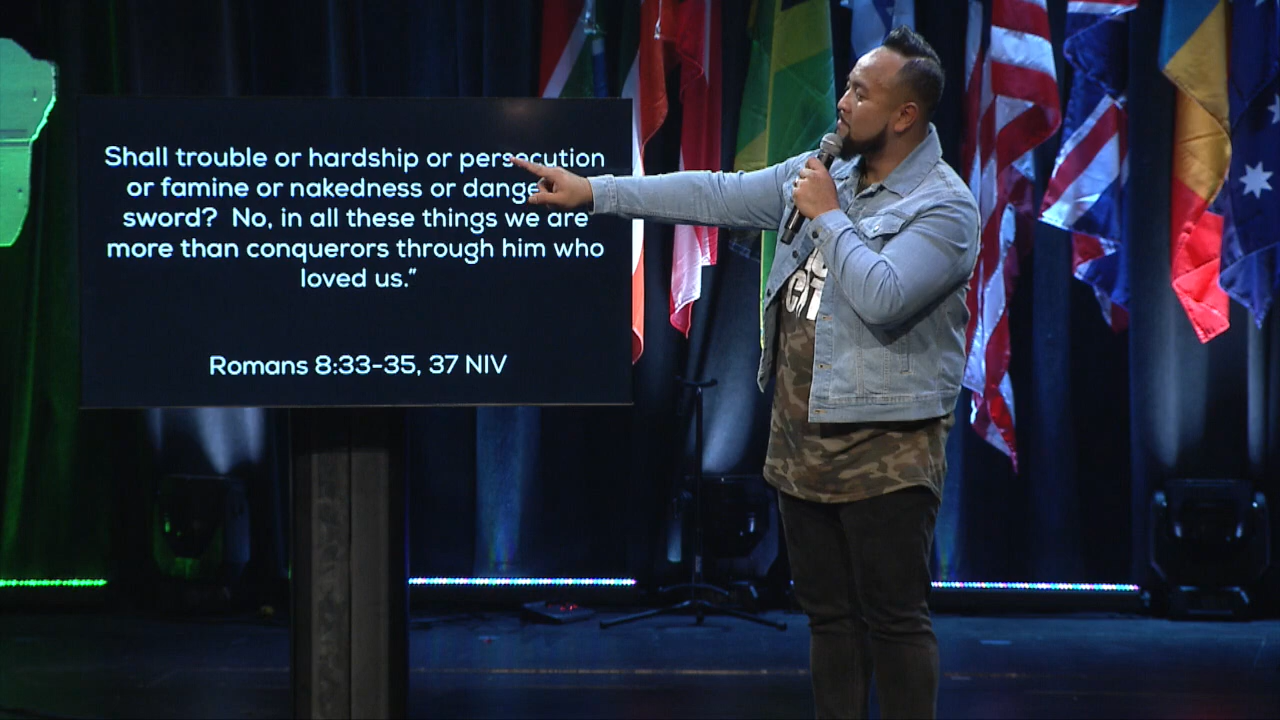 Shall trouble or hardship or persecution
or famine or nakedness or dange
sword? No, in all these things we are
more than conquerors through him who
loved us.”
Romans 8:33-35, 37 NIV